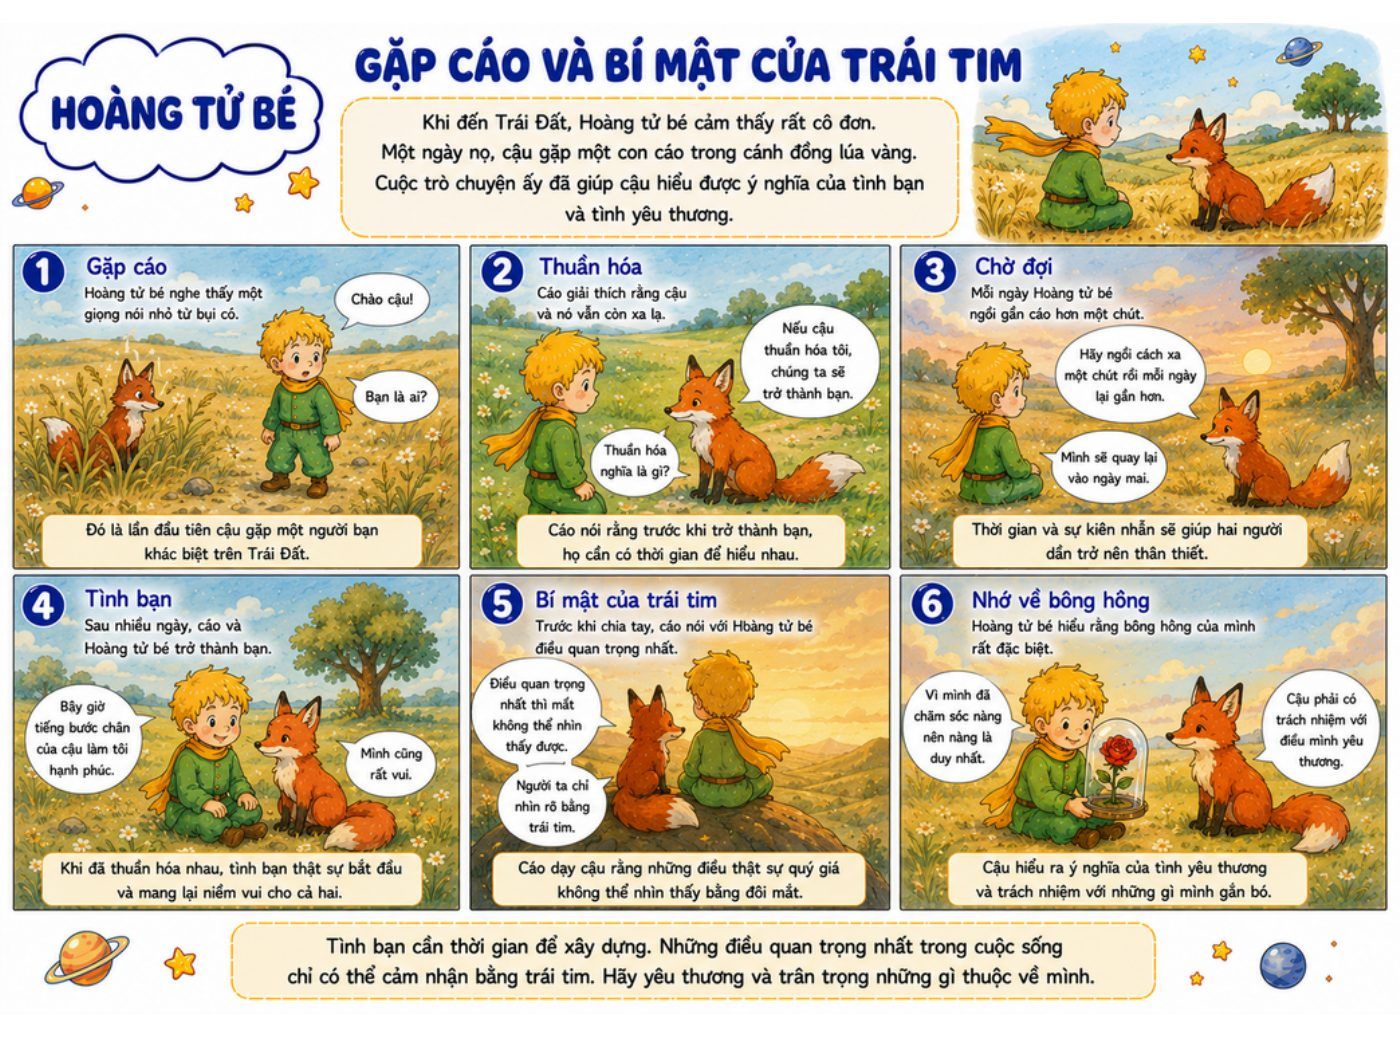 HOÀNG TỬ BÉ
GẶP CÁO VÀ BÍ MẬT CỦA TRÁI TIM
Khi đến Trái Đất, Hoàng tử bé cảm thấy rất cô đơn.
Một ngày nọ, cậu gặp một con cáo trong cánh đồng lúa vàng.
Cuộc trò chuyện ấy đã giúp cậu hiểu được ý nghĩa của tình bạn
và tình yêu thương.
1 Gặp cáo
Hoàng tử bé nghe thấy một
giọng nói nhỏ từ bụi có.
Chào cậu!
Bạn là ai?
Đó là lần đầu tiên cậu gặp một người bạn
khác biệt trên Trái Đất.
2 Thuần hóa
Cáo giải thích rằng cậu
và nó vẫn còn xa lạ.
Nếu cậu
thuần hóa tôi,
chúng ta sẽ
trở thành bạn.
Thuần hóa
nghĩa là gì?
Cáo nói rằng trước khi trở thành bạn,
họ cần có thời gian để hiểu nhau.
3 Chờ đợi
Mỗi ngày Hoàng tử bé
ngồi gần cáo hơn một chút.
Hãy ngồi cách xa
một chút rồi mỗi ngày
lại gần hơn.
Mình sẽ quay lại
vào ngày mai.
Thời gian và sự kiên nhẫn sẽ giúp hai người
dần trở nên thân thiết.
4 Tình bạn
Sau nhiều ngày, cáo và
Hoàng tử bé trở thành bạn.
Bây giờ
tiếng bước chân
của cậu làm tôi
hạnh phúc.
Mình cũng
rất vui.
Khi đã thuần hóa nhau, tình bạn thật sự bắt đầu
và mang lại niềm vui cho cả hai.
5 Bí mật của trái tim
Trước khi chia tay, cáo nói với Hbàng tử bé
điều quan trọng nhất.
Điều quan trọng
nhất thì mắt
không thể nhìn
thấy được.
Người ta chỉ
nhìn rõ bằng
trái tim.
Cáo dạy cậu rằng những điều thật sự quý giá
không thể nhìn thấy bằng đôi mắt.
6 Nhớ về bông hồng
Hoàng tử bé hiểu rằng bông hồng của mình
rất đặc biệt.
Vì mình đã
chăm sóc nàng
nên nàng là
duy nhất.
Cậu phải có
trách nhiệm với
điều mình yêu
thương.
Cậu hiểu ra ý nghĩa của tình yêu thương
và trách nhiệm với những gì mình gắn bó.
Tình bạn cần thời gian để xây dựng. Những điều quan trọng nhất trong cuộc sống
chỉ có thể cảm nhận bằng trái tim. Hãy yêu thương và trân trọng những gì thuộc về mình.